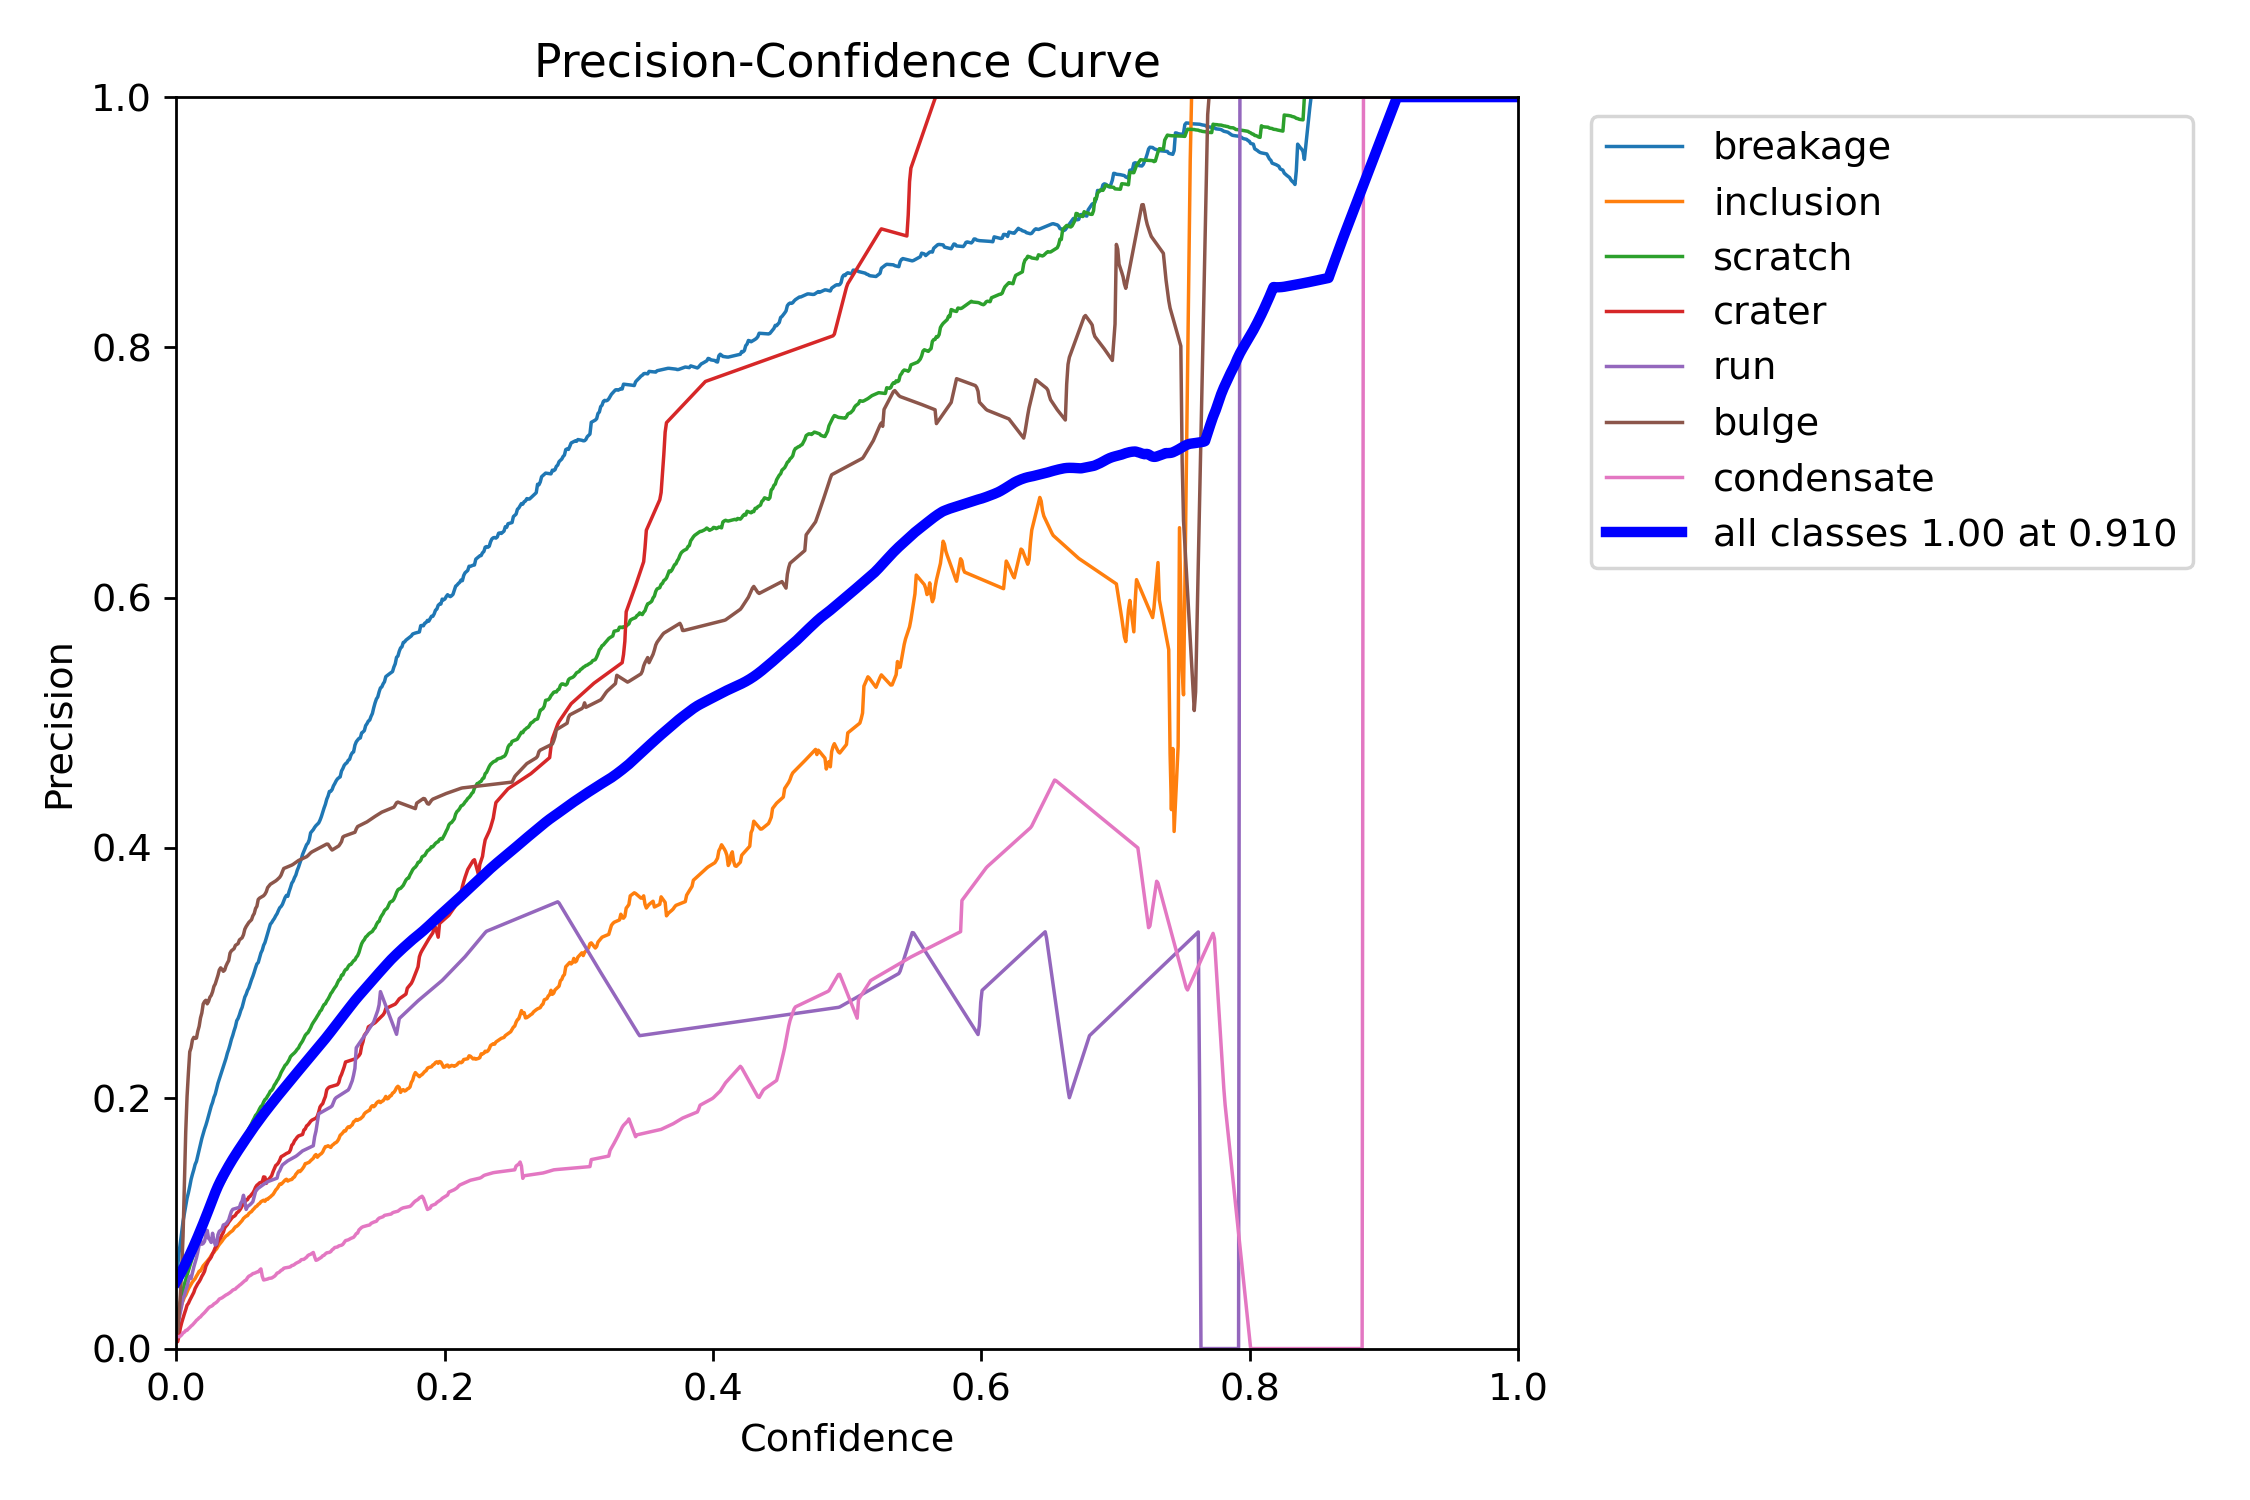 Precision-Confidence Curve
1.0
0.8
0.6
0.4
0.2
0.0
Precision
0.0 0.2 0.4 0.6 0.8 1.0
Confidence
breakage
inclusion
scratch
crater
run
bulge
condensate
all classes 1.00 at 0.910